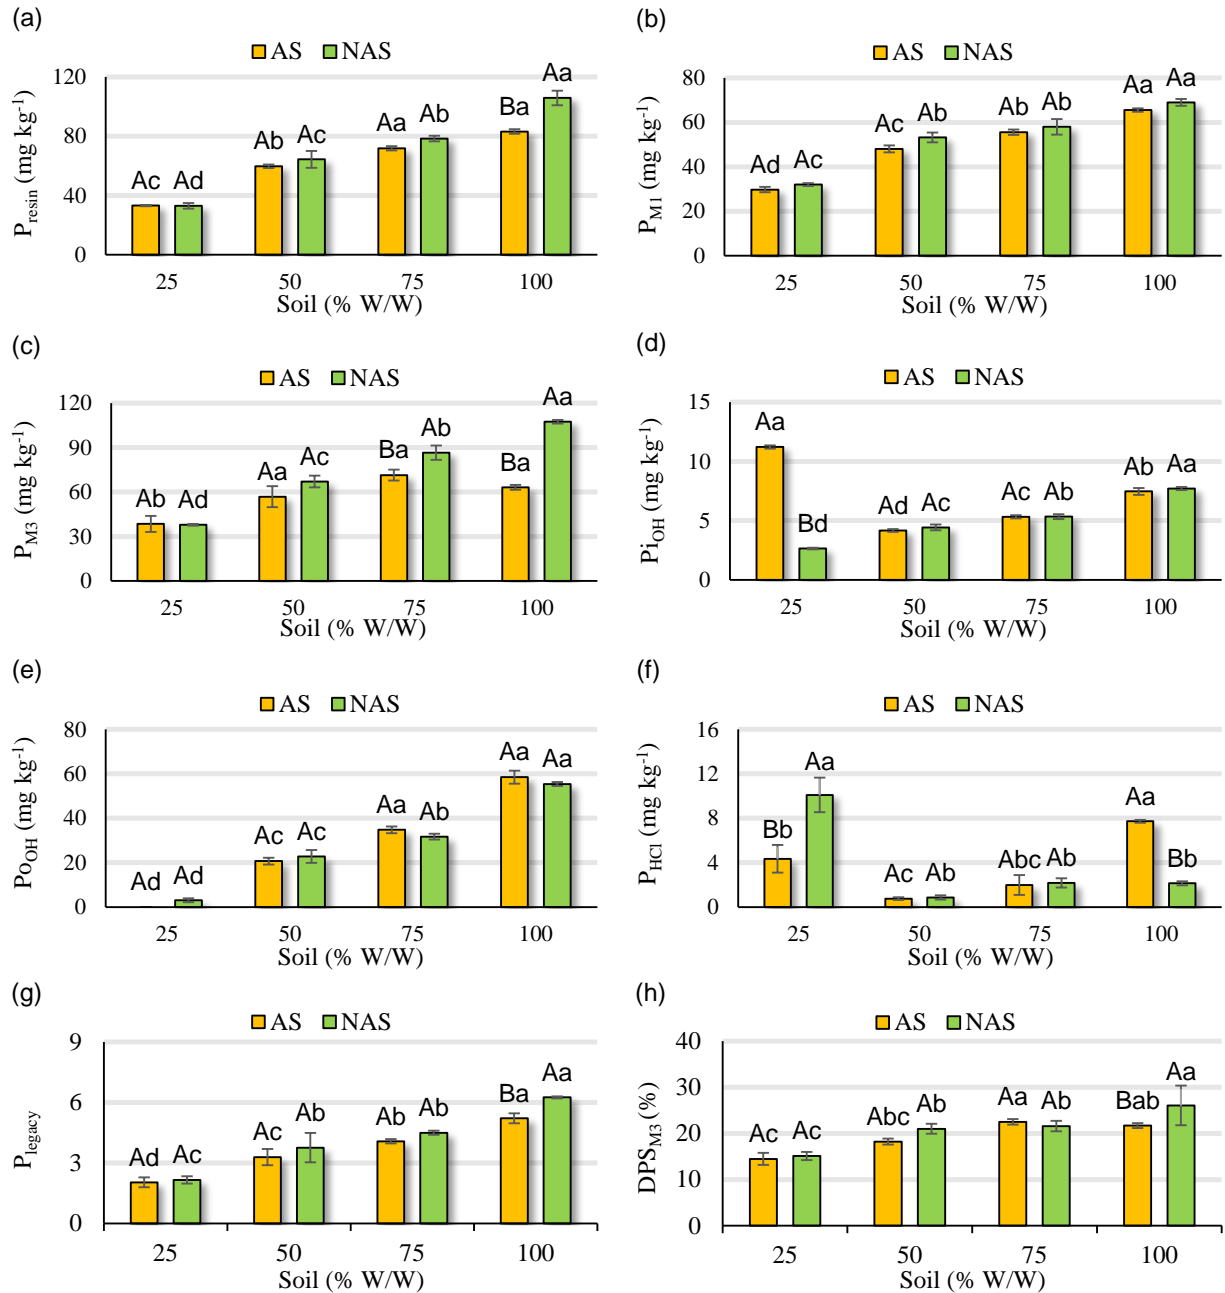 (a)
AS NAS
P_resin (mg kg⁻¹)
120
80
40
0
Ac Ad Ab Ac Aa Ab Ba Aa
25 50 75 100
Soil (% W/W)
(b)
AS NAS
P_M1 (mg kg⁻¹)
80
60
40
20
0
Ad Ac Ac Ab Ab Ab Aa Aa
25 50 75 100
Soil (% W/W)
(c)
AS NAS
P_M3 (mg kg⁻¹)
120
90
60
30
0
Ab Ad Aa Ac Ba Ab Ba Aa
25 50 75 100
Soil (% W/W)
(d)
AS NAS
Pi_OH (mg kg⁻¹)
15
10
5
0
Aa Bd Ad Ac Ac Ab Ab Aa
25 50 75 100
Soil (% W/W)
(e)
AS NAS
Po_OH (mg kg⁻¹)
80
60
40
20
0
Ad Ad Ac Ac Aa Ab Aa Aa
25 50 75 100
Soil (% W/W)
(f)
AS NAS
P_HCl (mg kg⁻¹)
16
12
8
4
0
Bb Aa Ac Ab Abc Ab Aa Bb
25 50 75 100
Soil (% W/W)
(g)
AS NAS
P_legacy
9
6
3
0
Ad Ac Ac Ab Ab Ab Ba Aa
25 50 75 100
Soil (% W/W)
(h)
AS NAS
DPS_M3 (%)
40
30
20
10
0
Ac Ac Abc Ab Aa Ab Bab Aa
25 50 75 100
Soil (% W/W)